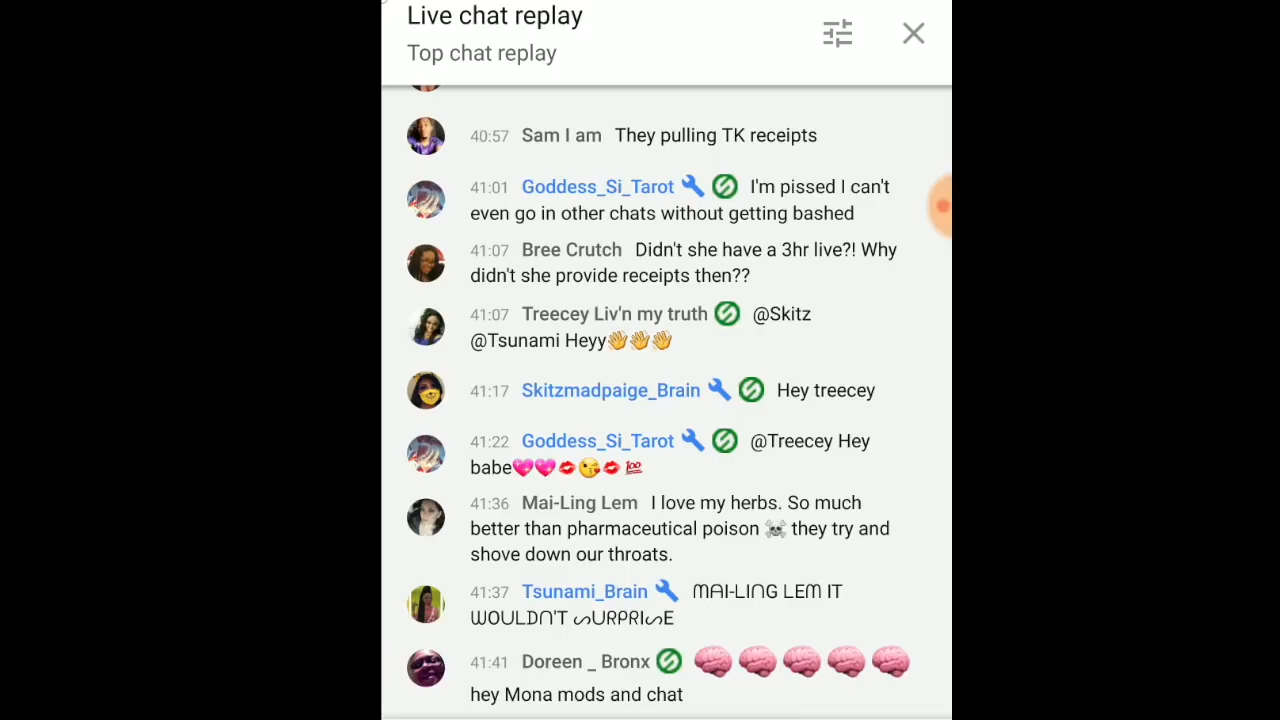 Live chat replay
Top chat replay
40:57 Sam I am They pulling TK receipts
41:01 Goddess_Si_Tarot I'm pissed I can't
even go in other chats without getting bashed
41:07 Bree Crutch Didn't she have a 3hr live?! Why
didn't she provide receipts then??
41:07 Treecey Liv'n my truth @Skitz
@Tsunami Heyy👋👋👋
41:17 Skitzmadpaige_Brain Hey treecey
41:22 Goddess_Si_Tarot @Treecey Hey
babe💖💖💋😘💋💯
41:36 Mai-Ling Lem I love my herbs. So much
better than pharmaceutical poison ☠️ they try and
shove down our throats.
41:37 Tsunami_Brain ᗰᗩI-ᒪIᑎG ᒪEᗰ IT
ᗯOᑌᒪᗪᑎ'T ᔕᑌᖇᑭᖇIᔕE
41:41 Doreen _ Bronx 🧠🧠🧠🧠🧠
hey Mona mods and chat